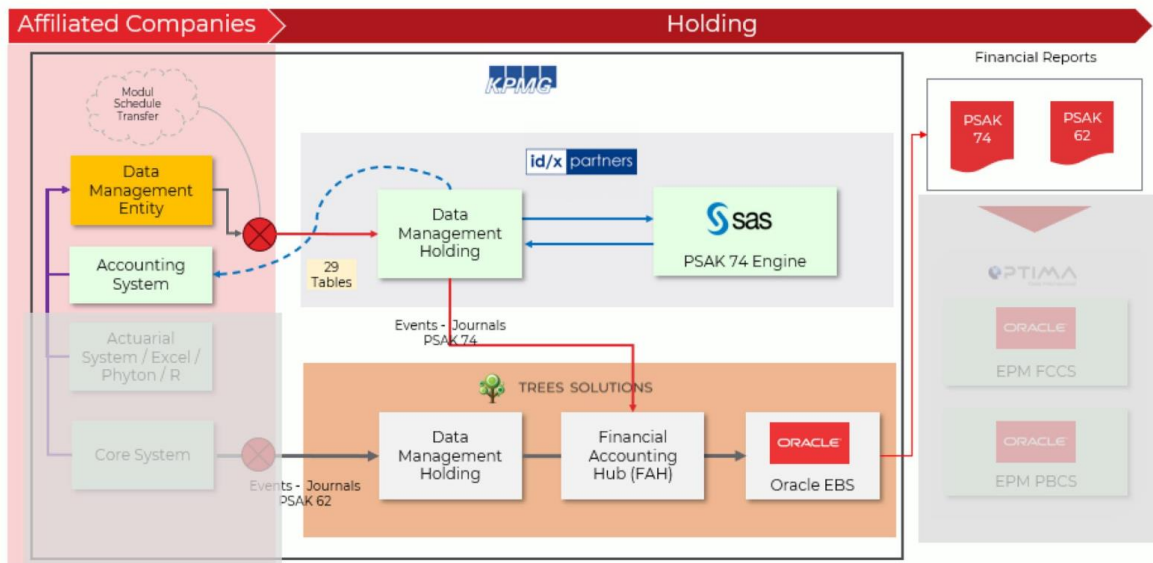 Affiliated Companies
Holding
Financial Reports
KPMG
Modul
Schedule
Transfer
PSAK
74
PSAK
62
id/x partners
Data
Management
Entity
Data
Management
Holding
sas
PSAK 74 Engine
Accounting
System
29
Tables
OPTIMA
Events - Journals
PSAK 74
Actuarial
System / Excel /
Phyton / R
ORACLE
EPM FCCS
TREES SOLUTIONS
Core System
Data
Management
Holding
Financial
Accounting
Hub (FAH)
ORACLE
Oracle EBS
ORACLE
EPM PBCS
Events - Journals
PSAK 62